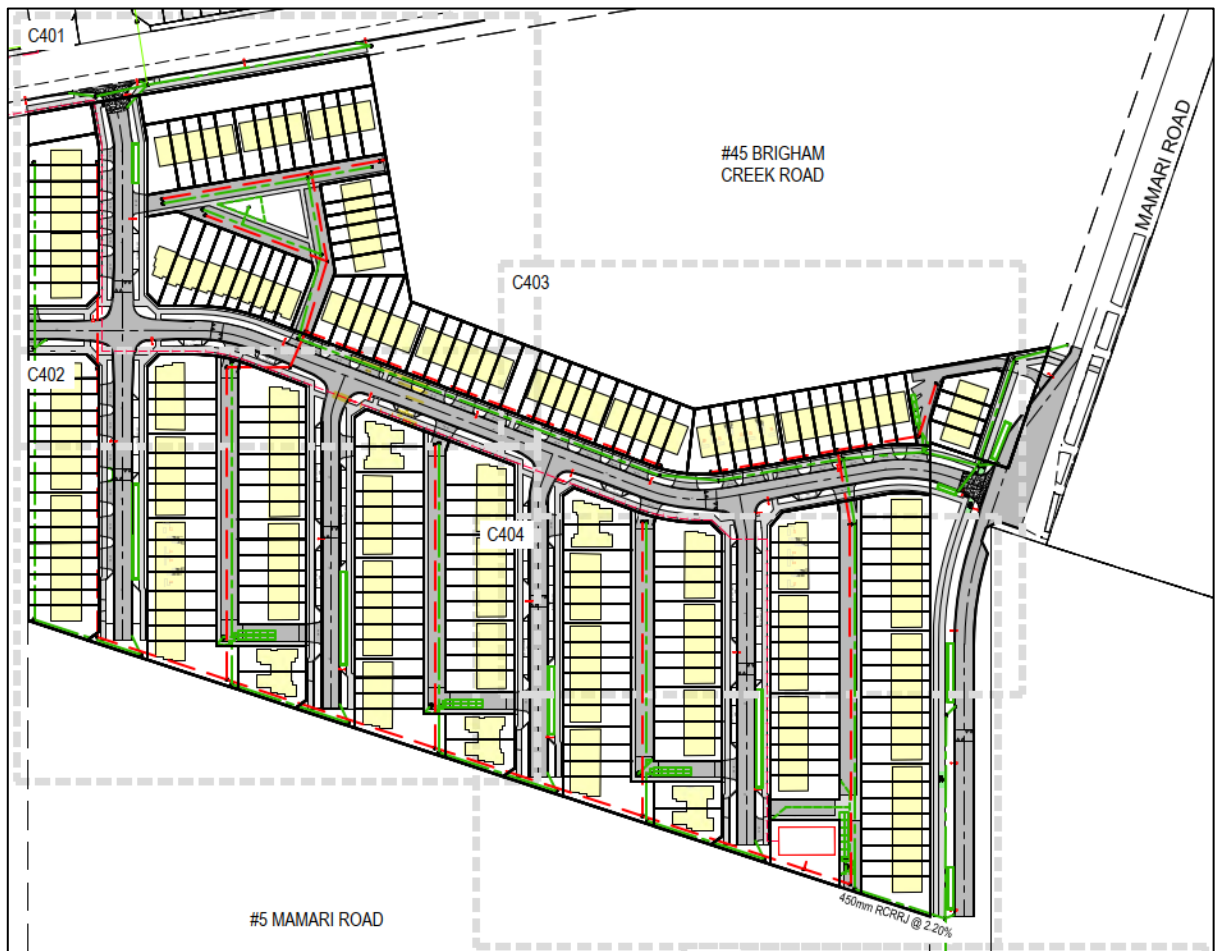 C401
#45 BRIGHAM
CREEK ROAD
MAMARI ROAD
C403
C402
C404
450mm RCRRJ @ 2.20%
#5 MAMARI ROAD